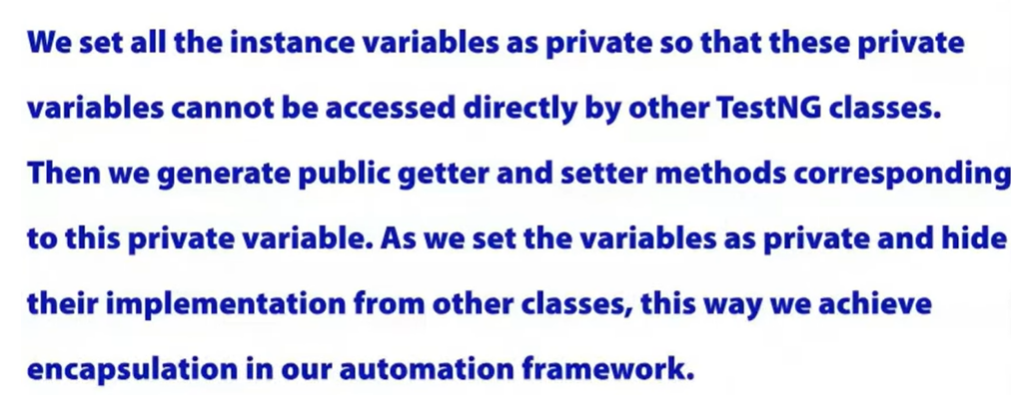 We set all the instance variables as private so that these private
variables cannot be accessed directly by other TestNG classes.
Then we generate public getter and setter methods corresponding
to this private variable. As we set the variables as private and hide
their implementation from other classes, this way we achieve
encapsulation in our automation framework.